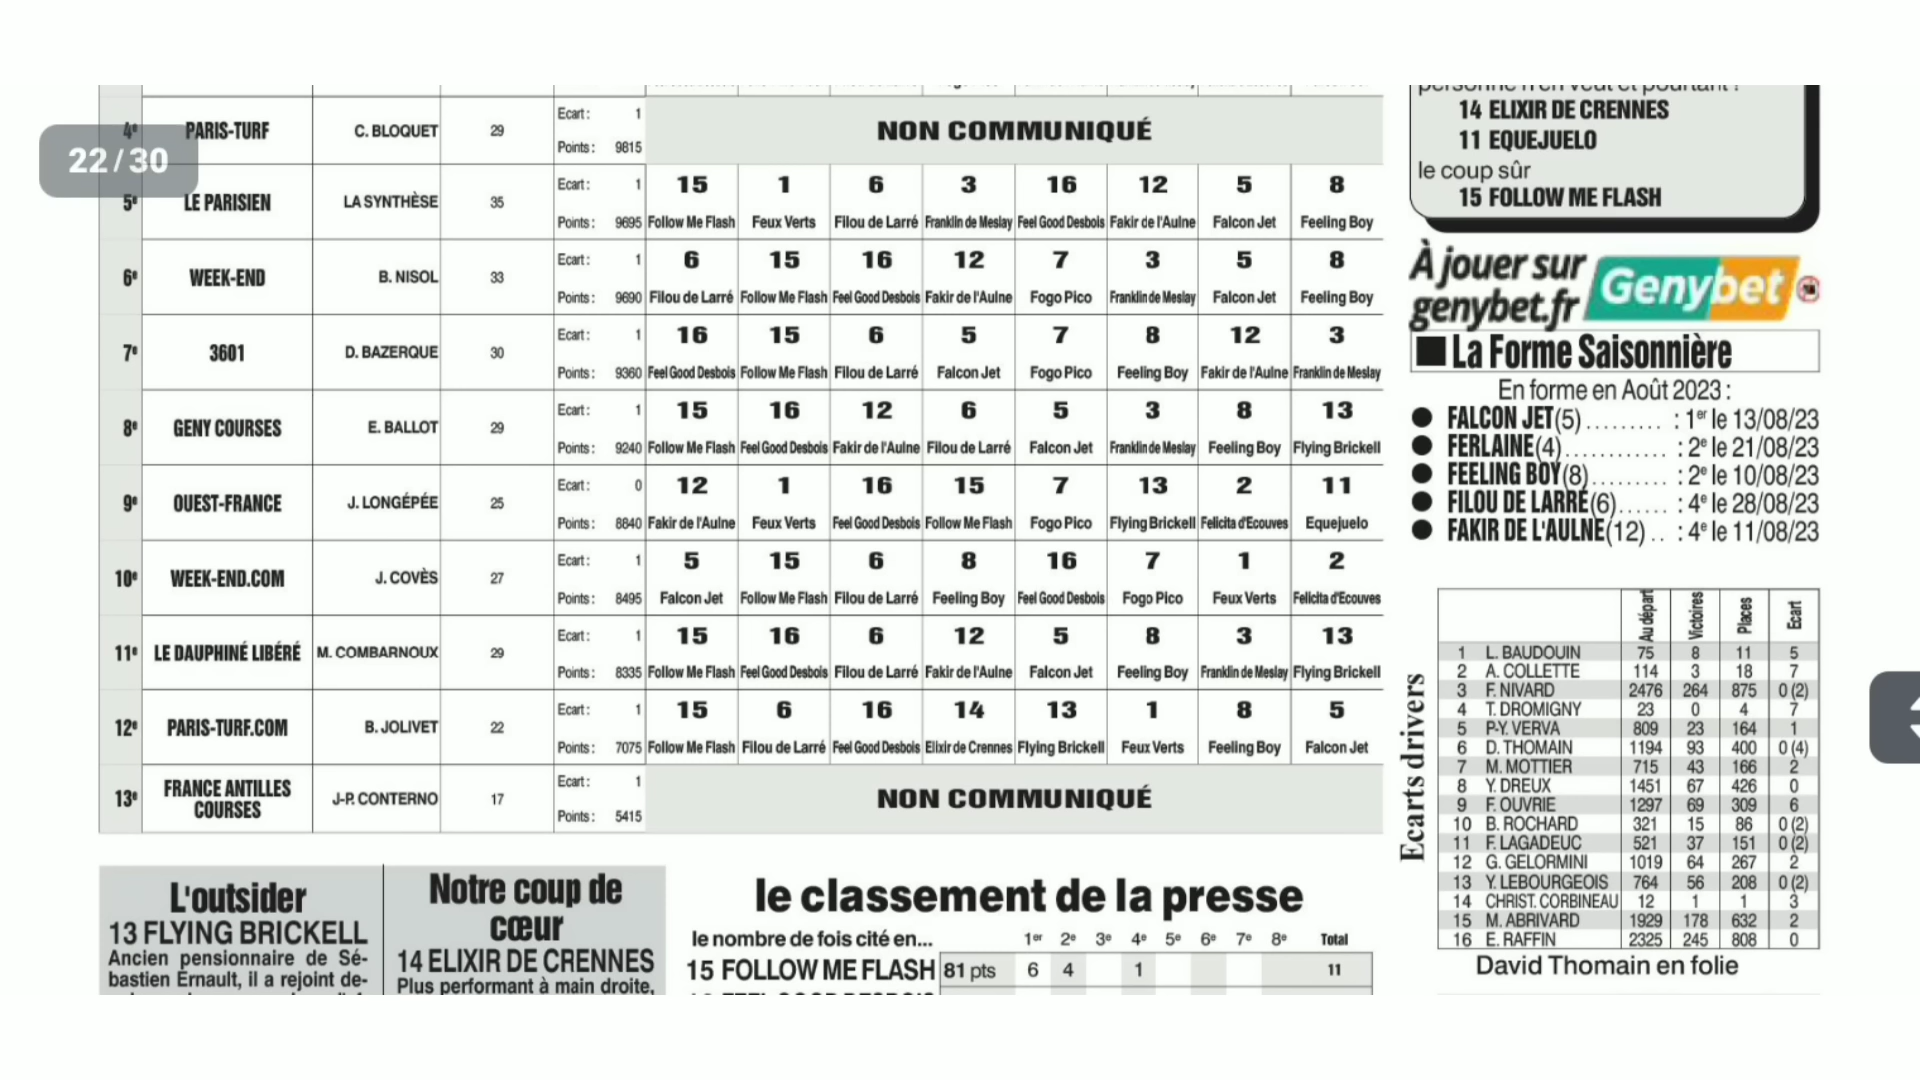 22/30
4e PARIS-TURF C. BLOQUET 29 Ecart: 1 Points: 9815 NON COMMUNIQUÉ
5e LE PARISIEN LA SYNTHÈSE 35 Ecart: 1 Points: 9695
15 1 6 3 16 12 5 8
Follow Me Flash Feux Verts Filou de Larré Franklin de Meslay Feel Good Desbois Fakir de l'Aulne Falcon Jet Feeling Boy
6e WEEK-END B. NISOL 33 Ecart: 1 Points: 9690
6 15 16 12 7 3 5 8
Filou de Larré Follow Me Flash Feel Good Desbois Fakir de l'Aulne Fogo Pico Franklin de Meslay Falcon Jet Feeling Boy
7e 3601 D. BAZERQUE 30 Ecart: 1 Points: 9360
16 15 6 5 7 8 12 3
Feel Good Desbois Follow Me Flash Filou de Larré Falcon Jet Fogo Pico Feeling Boy Fakir de l'Aulne Franklin de Meslay
8e GENY COURSES E. BALLOT 29 Ecart: 1 Points: 9240
15 16 12 6 5 3 8 13
Follow Me Flash Feel Good Desbois Fakir de l'Aulne Filou de Larré Falcon Jet Franklin de Meslay Feeling Boy Flying Brickell
9e OUEST-FRANCE J. LONGÉPÉE 25 Ecart: 0 Points: 8840
12 1 16 15 7 13 2 11
Fakir de l'Aulne Feux Verts Feel Good Desbois Follow Me Flash Fogo Pico Flying Brickell Felicita d'Ecouves Equejuelo
10e WEEK-END.COM J. COVÈS 27 Ecart: 1 Points: 8495
5 15 6 8 16 7 1 2
Falcon Jet Follow Me Flash Filou de Larré Feeling Boy Feel Good Desbois Fogo Pico Feux Verts Felicita d'Ecouves
11e LE DAUPHINÉ LIBÉRÉ M. COMBARNOUX 29 Ecart: 1 Points: 8335
15 16 6 12 5 8 3 13
Follow Me Flash Feel Good Desbois Filou de Larré Fakir de l'Aulne Falcon Jet Feeling Boy Franklin de Meslay Flying Brickell
12e PARIS-TURF.COM B. JOLIVET 22 Ecart: 1 Points: 7075
15 6 16 14 13 1 8 5
Follow Me Flash Filou de Larré Feel Good Desbois Elixir de Crennes Flying Brickell Feux Verts Feeling Boy Falcon Jet
13e FRANCE ANTILLES COURSES J-P. CONTERNO 17 Ecart: 1 Points: 5415 NON COMMUNIQUÉ
L'outsider
13 FLYING BRICKELL
Ancien pensionnaire de Sé-
bastien Ernault, il a rejoint de-
Notre coup de
cœur
14 ELIXIR DE CRENNES
Plus performant à main droite,
le classement de la presse
le nombre de fois cité en... 1er 2e 3e 4e 5e 6e 7e 8e Total
15 FOLLOW ME FLASH 81 pts 6 4 1 11
personne n'en veut et pourtant !
14 ELIXIR DE CRENNES
11 EQUEJUELO
le coup sûr
15 FOLLOW ME FLASH
À jouer sur
genybet.fr
Genybet
La Forme Saisonnière
En forme en Août 2023 :
● FALCON JET(5) ......... : 1er le 13/08/23
● FERLAINE(4)............ : 2e le 21/08/23
● FEELING BOY(8)......... : 2e le 10/08/23
● FILOU DE LARRÉ(6)...... : 4e le 28/08/23
● FAKIR DE L'AULNE(12) .. : 4e le 11/08/23
Ecarts drivers
Au départ Victoires Places Ecart
1 L. BAUDOUIN 75 8 11 5
2 A. COLLETTE 114 3 18 7
3 F. NIVARD 2476 264 875 0 (2)
4 T. DROMIGNY 23 0 4 7
5 P-Y. VERVA 809 23 164 1
6 D. THOMAIN 1194 93 400 0 (4)
7 M. MOTTIER 715 43 166 2
8 Y. DREUX 1451 67 426 0
9 F. OUVRIE 1297 69 309 6
10 B. ROCHARD 321 15 86 0 (2)
11 F. LAGADEUC 521 37 151 0 (2)
12 G. GELORMINI 1019 64 267 2
13 Y. LEBOURGEOIS 764 56 208 0 (2)
14 CHRIST. CORBINEAU 12 1 1 3
15 M. ABRIVARD 1929 178 632 2
16 E. RAFFIN 2325 245 808 0
David Thomain en folie